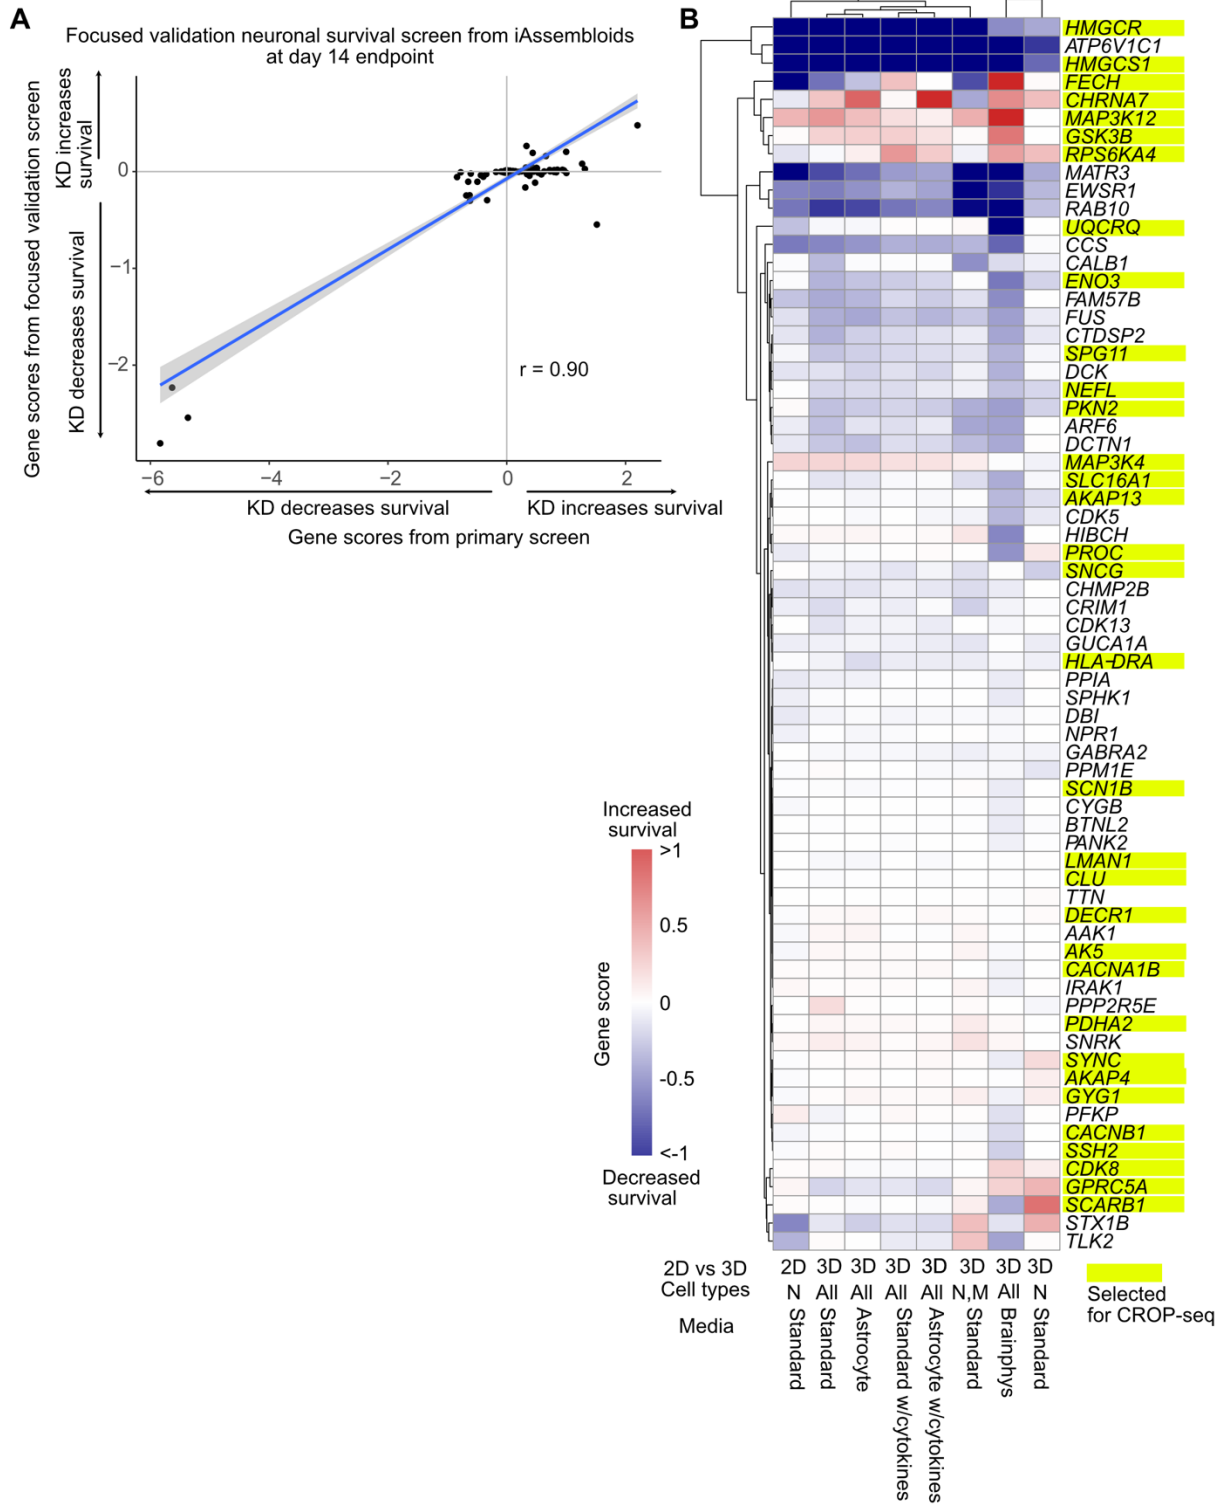 A
Focused validation neuronal survival screen from iAssembloids
at day 14 endpoint
Gene scores from focused validation screen
KD increases
survival
KD decreases survival
0
−1
−2
r = 0.90
−6
−4
−2
0
2
KD decreases survival
KD increases survival
Gene scores from primary screen
B
HMGCR
ATP6V1C1
HMGCS1
FECH
CHRNA7
MAP3K12
GSK3B
RPS6KA4
MATR3
EWSR1
RAB10
UQCRQ
CCS
CALB1
ENO3
FAM57B
FUS
CTDSP2
SPG11
DCK
NEFL
PKN2
ARF6
DCTN1
MAP3K4
SLC16A1
AKAP13
CDK5
HIBCH
PROC
SNCG
CHMP2B
CRIM1
CDK13
GUCA1A
HLA-DRA
PPIA
SPHK1
DBI
NPR1
GABRA2
PPM1E
SCN1B
CYGB
BTNL2
PANK2
LMAN1
CLU
TTN
DECR1
AAK1
AK5
CACNA1B
IRAK1
PPP2R5E
PDHA2
SNRK
SYNC
AKAP4
GYG1
PFKP
CACNB1
SSH2
CDK8
GPRC5A
SCARB1
STX1B
TLK2
Increased
survival
>1
0.5
0
-0.5
<-1
Gene score
Decreased
survival
2D vs 3D
2D 3D 3D 3D 3D 3D 3D 3D
Cell types
N All All All All N,M All N
Media
Standard
Standard
Astrocyte
Standard w/cytokines
Astrocyte w/cytokines
Standard
Brainphys
Standard
Selected
for CROP-seq